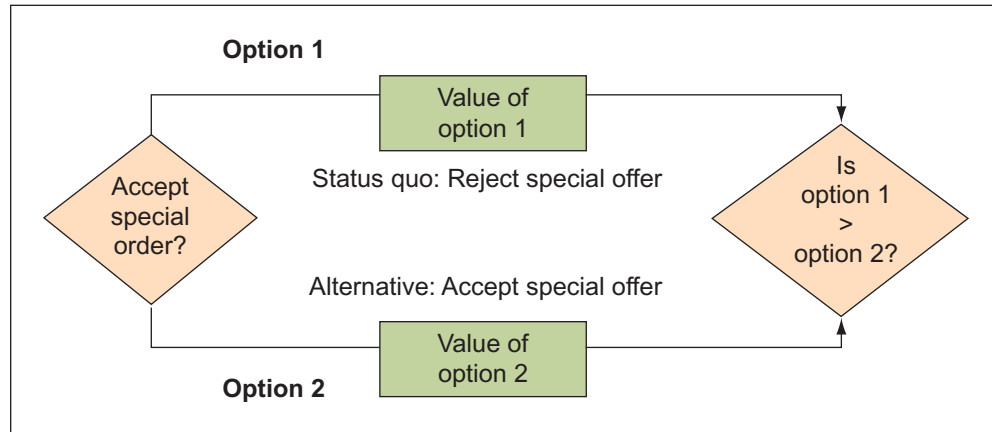 Option 1
Value of
option 1
Status quo: Reject special offer
Accept
special
order?
Is
option 1
>
option 2?
Alternative: Accept special offer
Value of
option 2
Option 2